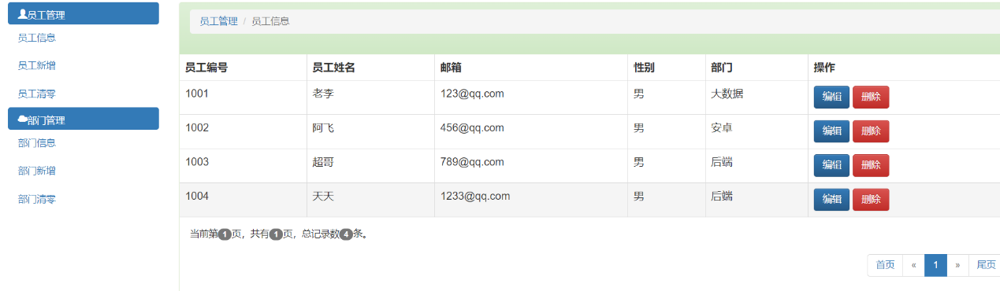 员工管理
员工信息
员工新增
员工清零
部门管理
部门信息
部门新增
部门清零
员工管理 / 员工信息
员工编号 员工姓名 邮箱 性别 部门 操作
1001 老李 123@qq.com 男 大数据 编辑 删除
1002 阿飞 456@qq.com 男 安卓 编辑 删除
1003 超哥 789@qq.com 男 后端 编辑 删除
1004 天天 1233@qq.com 男 后端 编辑 删除
当前第1页，共有1页，总记录数4条。
首页 « 1 » 尾页